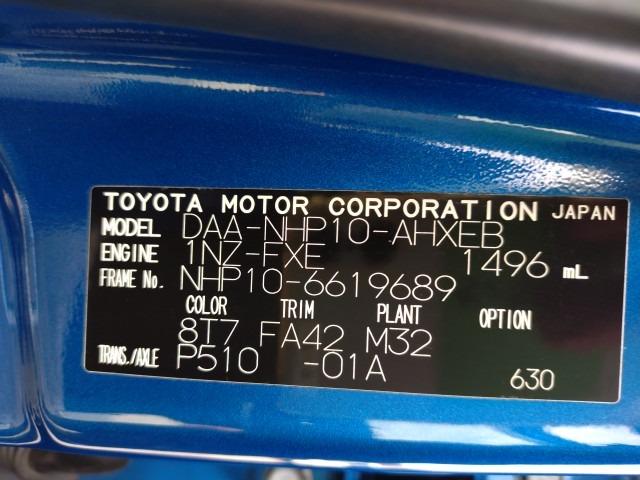 TOYOTA MOTOR CORPORATION JAPAN
MODEL DAA-NHP10-AHXEB
ENGINE 1NZ-FXE 1496 mL
FRAME No. NHP10-6619689
COLOR TRIM PLANT OPTION
8T7 FA42 M32
TRANS./AXLE P510 -01A
630